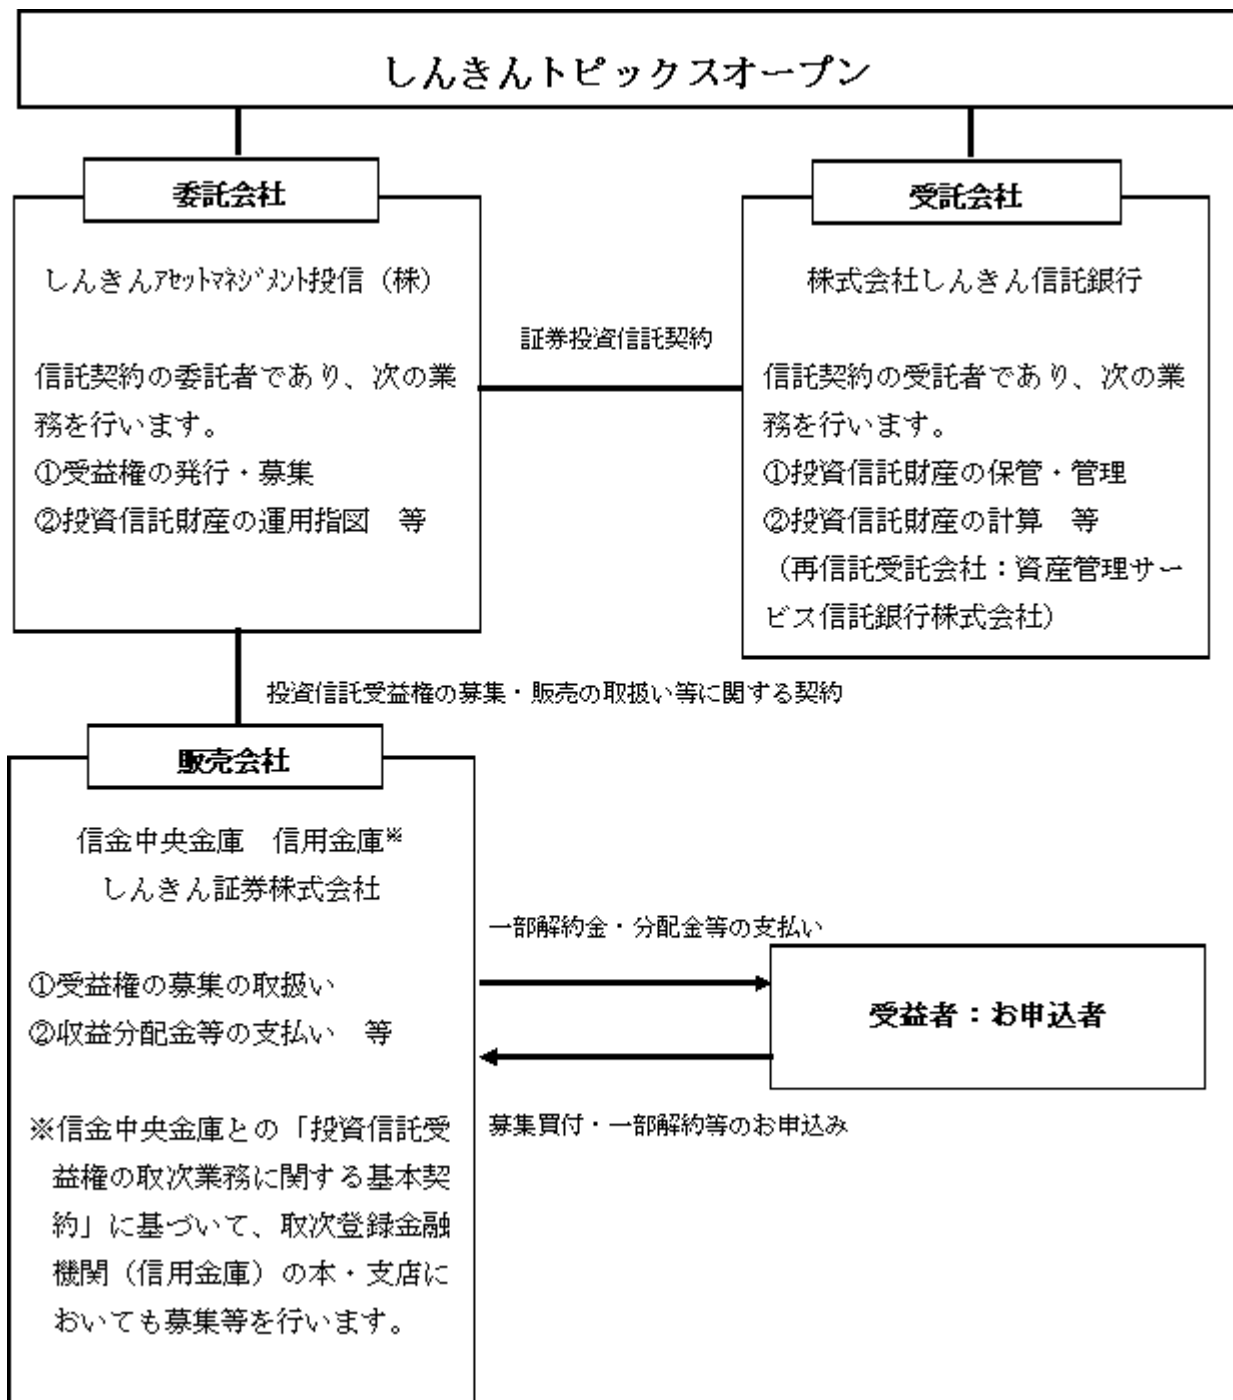 しんきんトピックスオープン
委託会社
しんきんｱｾｯﾄﾏﾈｼﾞﾒﾝﾄ投信（株）
信託契約の委託者であり、次の業
務を行います。
①受益権の発行・募集
②投資信託財産の運用指図　等
証券投資信託契約
受託会社
株式会社しんきん信託銀行
信託契約の受託者であり、次の業
務を行います。
①投資信託財産の保管・管理
②投資信託財産の計算　等
（再信託受託会社：資産管理サー
ビス信託銀行株式会社）
投資信託受益権の募集・販売の取扱い等に関する契約
販売会社
信金中央金庫　信用金庫※
しんきん証券株式会社
①受益権の募集の取扱い
②収益分配金等の支払い　等
※信金中央金庫との「投資信託受
益権の取次業務に関する基本契
約」に基づいて、取次登録金融
機関（信用金庫）の本・支店に
おいても募集等を行います。
一部解約金・分配金等の支払い
受益者：お申込者
募集買付・一部解約等のお申込み